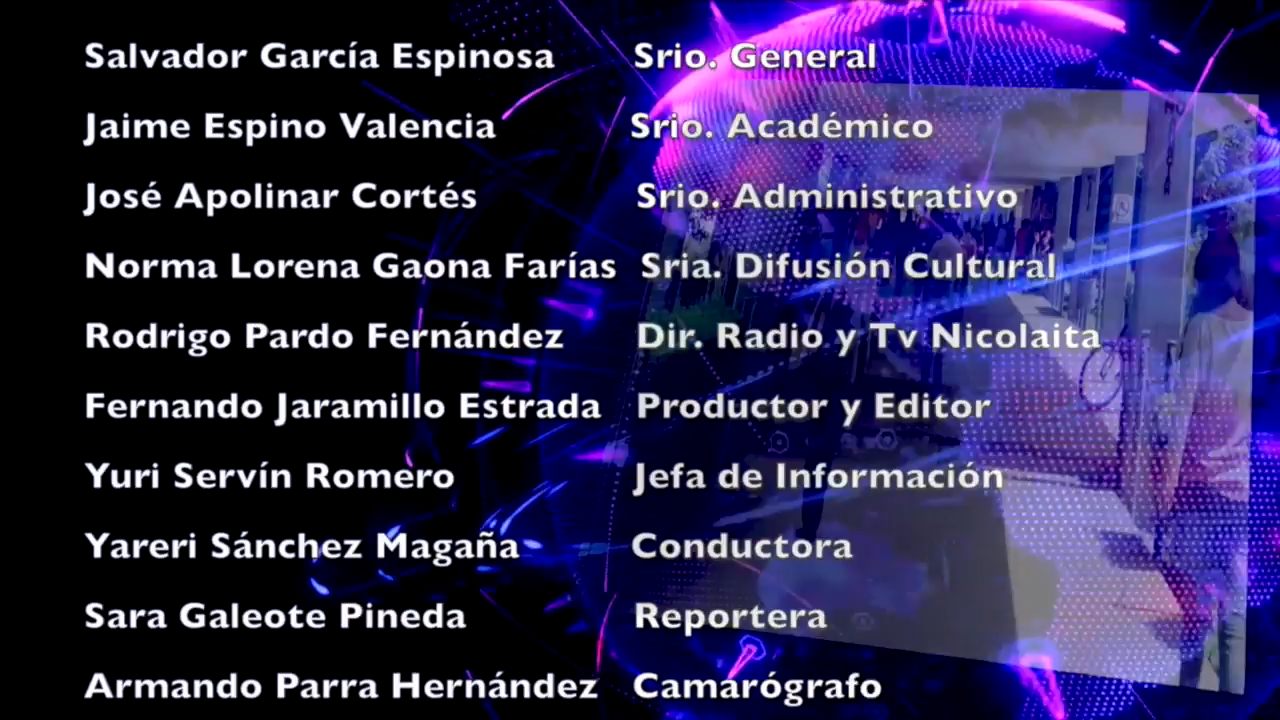 Salvador García Espinosa Srio. General
Jaime Espino Valencia Srio. Académico
José Apolinar Cortés Srio. Administrativo
Norma Lorena Gaona Farías Sria. Difusión Cultural
Rodrigo Pardo Fernández Dir. Radio y Tv Nicolaita
Fernando Jaramillo Estrada Productor y Editor
Yuri Servín Romero Jefa de Información
Yareri Sánchez Magaña Conductora
Sara Galeote Pineda Reportera
Armando Parra Hernández Camarógrafo